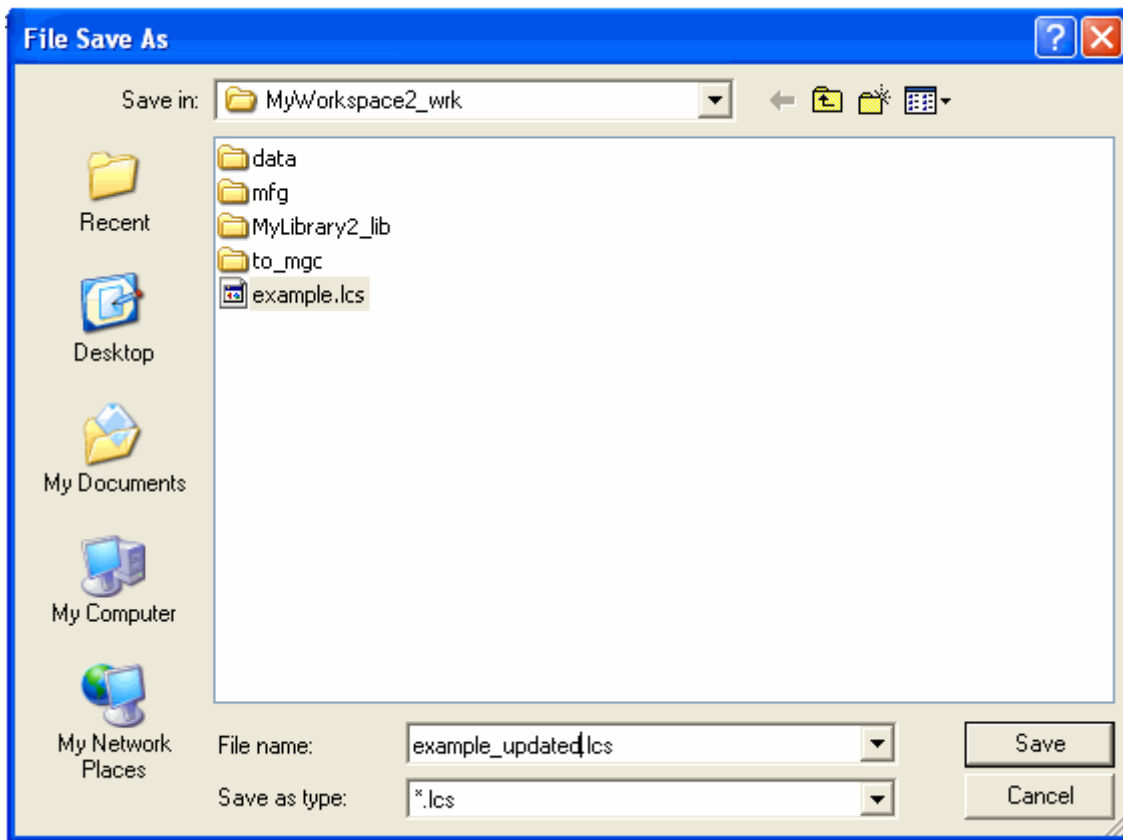 File Save As
Save in:
MyWorkspace2_wrk
Recent
Desktop
My Documents
My Computer
My Network
Places
data
mfg
MyLibrary2_lib
to_mgc
example.lcs
File name:
example_updated.lcs
Save
Save as type:
*.lcs
Cancel